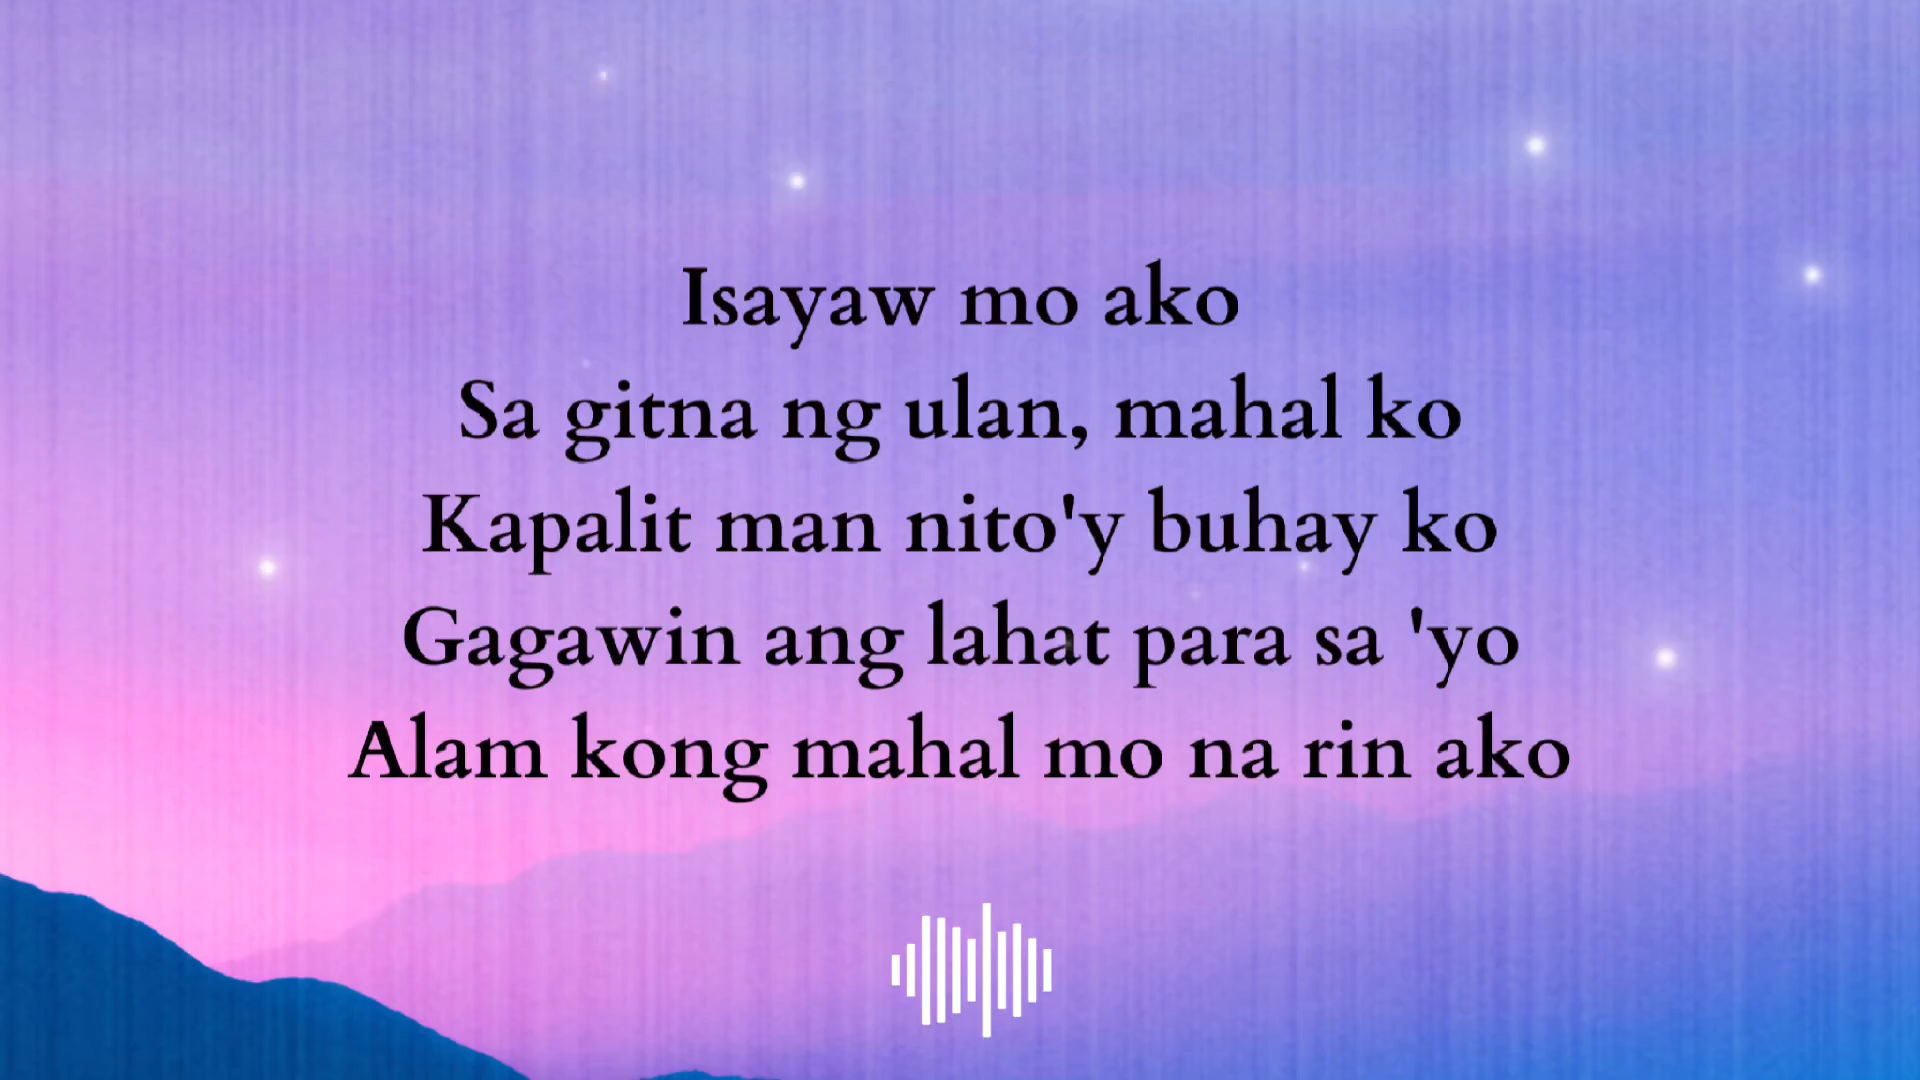 Isayaw mo ako
Sa gitna ng ulan, mahal ko
Kapalit man nito'y buhay ko
Gagawin ang lahat para sa 'yo
Alam kong mahal mo na rin ako